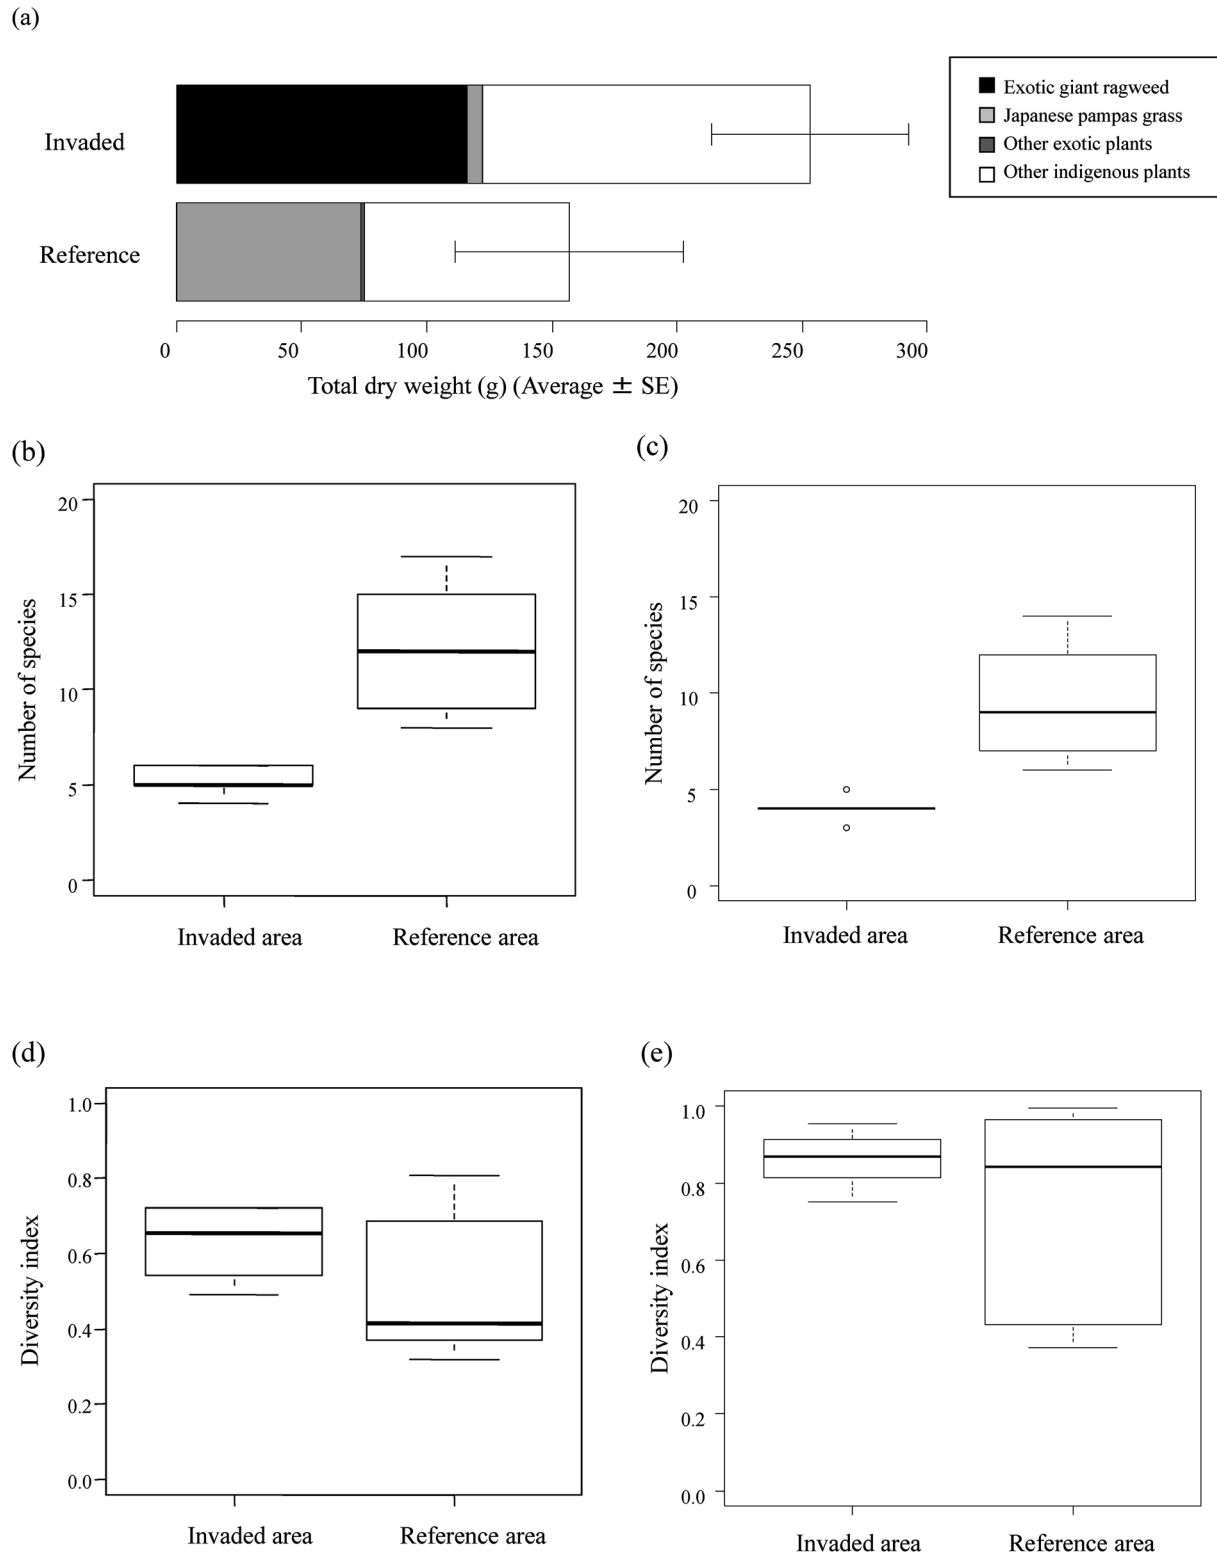 (a)
Exotic giant ragweed
Japanese pampas grass
Other exotic plants
Other indigenous plants
Invaded
Reference
0 50 100 150 200 250 300
Total dry weight (g) (Average ± SE)
(b)
20
15
10
5
0
Number of species
Invaded area Reference area
(c)
20
15
10
5
0
Number of species
Invaded area Reference area
(d)
1.0
0.8
0.6
0.4
0.2
0.0
Diversity index
Invaded area Reference area
(e)
1.0
0.8
0.6
0.4
0.2
0.0
Diversity index
Invaded area Reference area